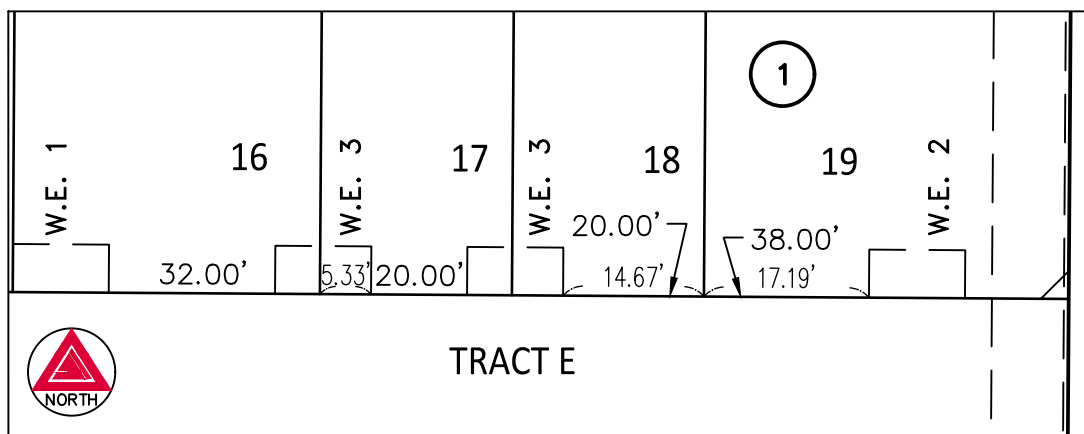 1
W.E. 1
16
W.E. 3
17
W.E. 3
18
19
W.E. 2
20.00'
38.00'
32.00'
5.33'
20.00'
14.67'
17.19'
TRACT E
NORTH